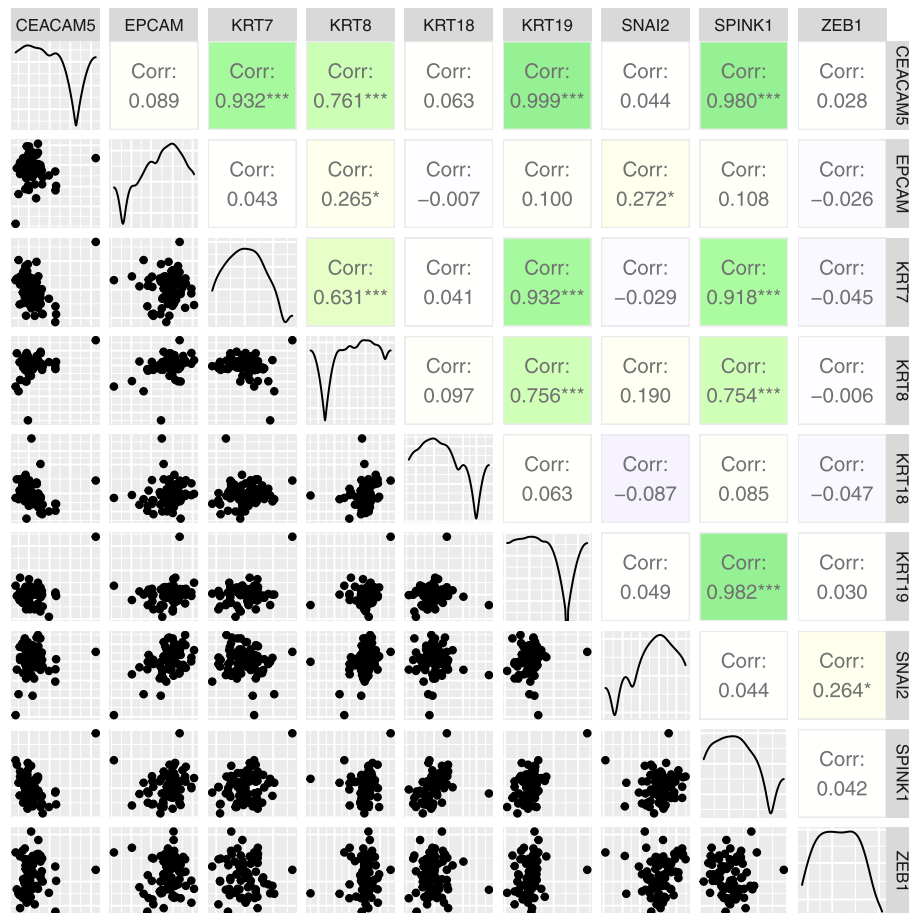 CEACAM5 EPCAM KRT7 KRT8 KRT18 KRT19 SNAI2 SPINK1 ZEB1
Corr: Corr: Corr: Corr: Corr: Corr: Corr: Corr:
0.089 0.932*** 0.761*** 0.063 0.999*** 0.044 0.980*** 0.028
CEACAM5
Corr: Corr: Corr: Corr: Corr: Corr: Corr:
0.043 0.265* −0.007 0.100 0.272* 0.108 −0.026
EPCAM
Corr: Corr: Corr: Corr: Corr: Corr:
0.631*** 0.041 0.932*** −0.029 0.918*** −0.045
KRT7
Corr: Corr: Corr: Corr: Corr:
0.097 0.756*** 0.190 0.754*** −0.006
KRT8
Corr: Corr: Corr: Corr:
0.063 −0.087 0.085 −0.047
KRT18
Corr: Corr: Corr:
0.049 0.982*** 0.030
KRT19
Corr: Corr:
0.044 0.264*
SNAI2
Corr:
0.042
SPINK1
ZEB1